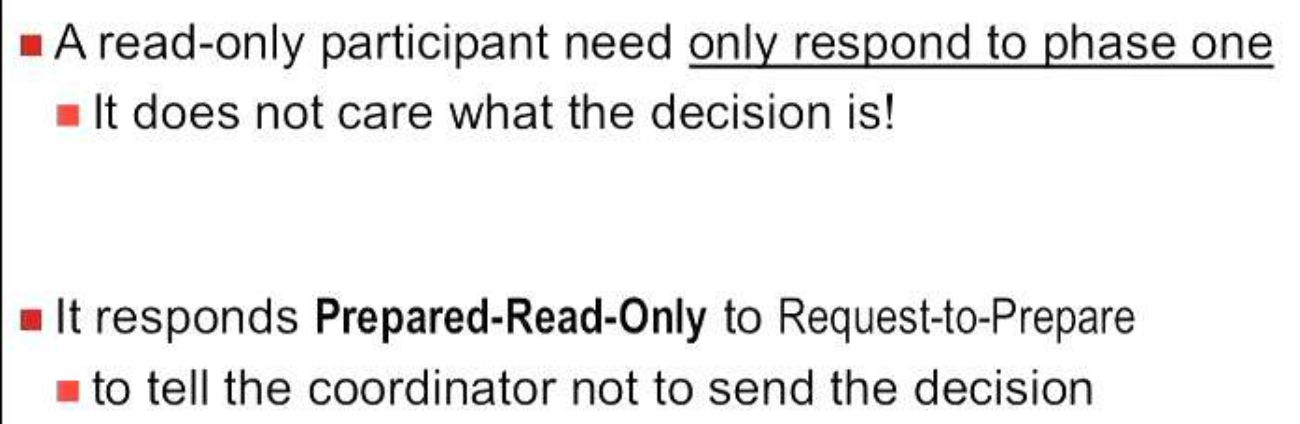 A read-only participant need only respond to phase one
It does not care what the decision is!
It responds Prepared-Read-Only to Request-to-Prepare
to tell the coordinator not to send the decision